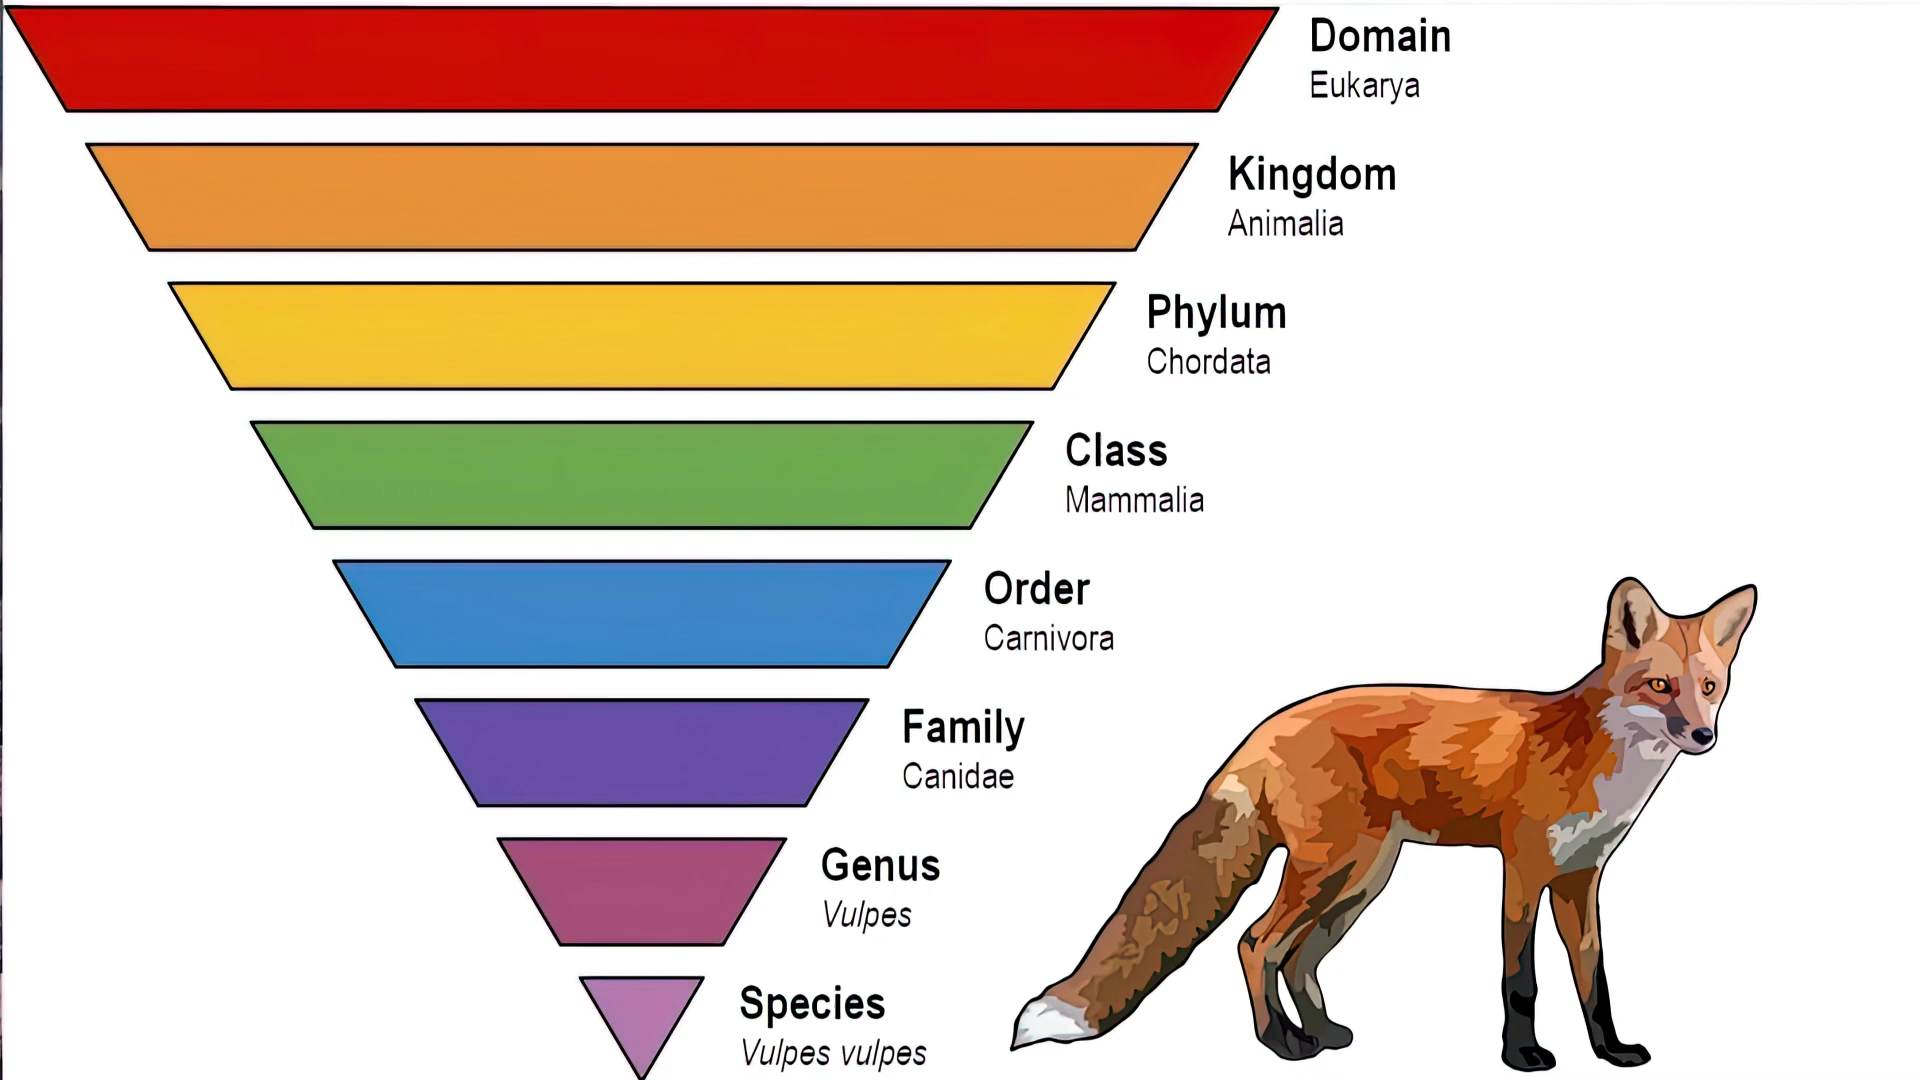 Domain
Eukarya
Kingdom
Animalia
Phylum
Chordata
Class
Mammalia
Order
Carnivora
Family
Canidae
Genus
Vulpes
Species
Vulpes vulpes